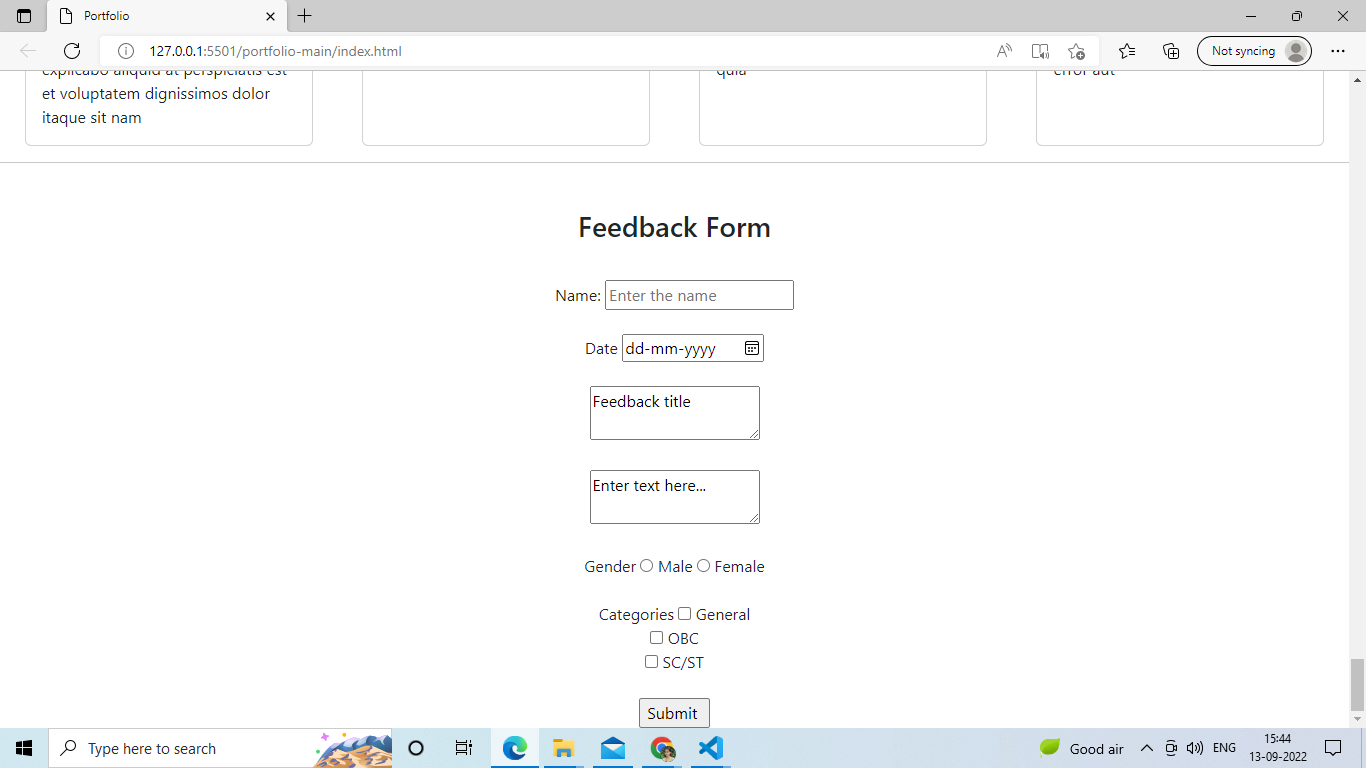 Portfolio
127.0.0.1:5501/portfolio-main/index.html
Not syncing
explicabo aliquid at perspiciatis est
et voluptatem dignissimos dolor
itaque sit nam
quia
error aut
Feedback Form
Name: Enter the name
Date dd-mm-yyyy
Feedback title
Enter text here...
Gender Male Female
Categories General
OBC
SC/ST
Submit
Type here to search
Good air
ENG
15:44
13-09-2022